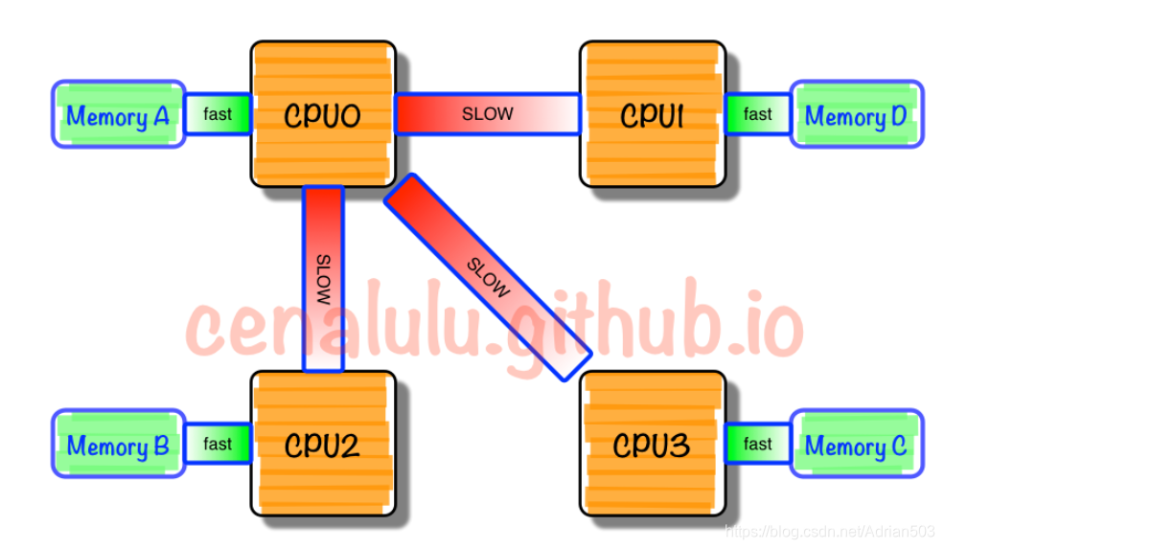 Memory A
fast
CPU0
SLOW
CPU1
fast
Memory D
SLOW
SLOW
cenalulu.github.io
Memory B
fast
CPU2
CPU3
fast
Memory C
https://blog.csdn.net/Adrian503